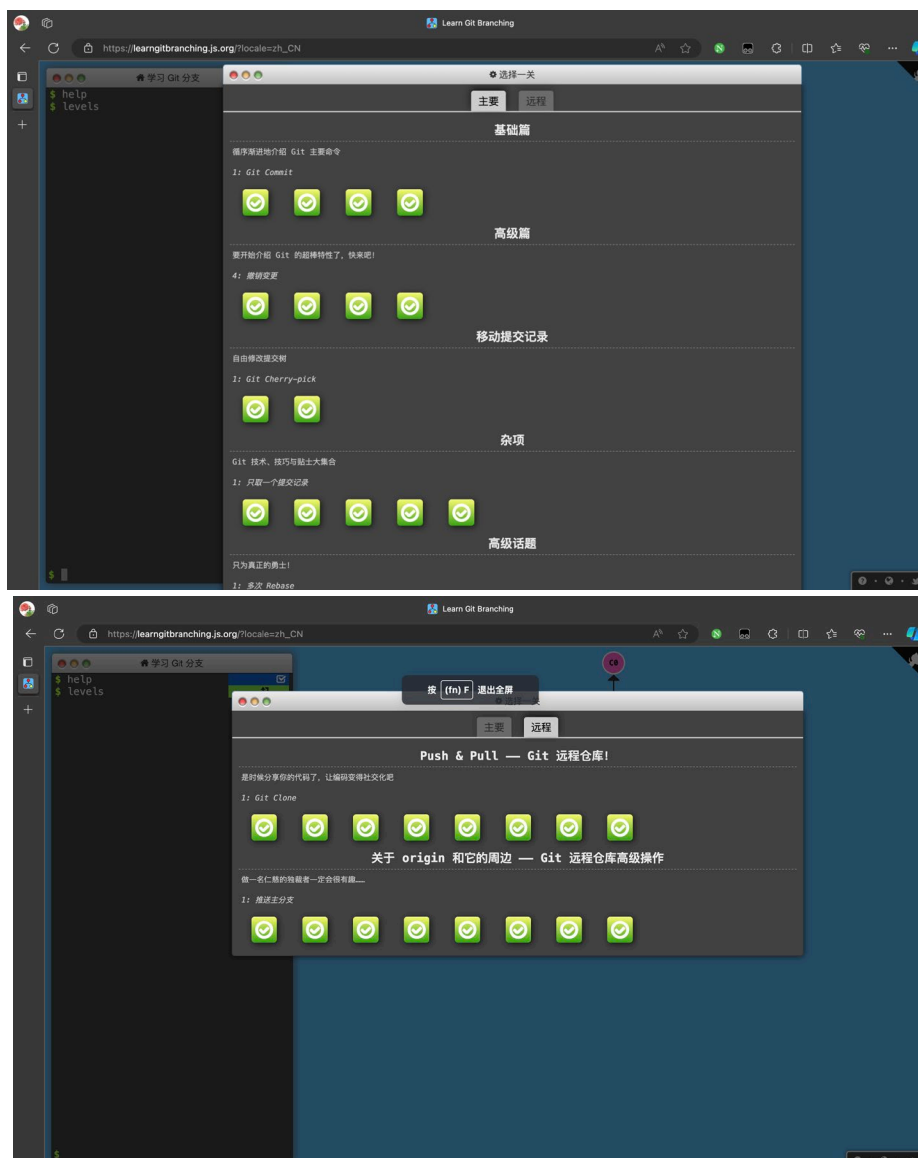 Learn Git Branching
https://learngitbranching.js.org/?locale=zh_CN
学习 Git 分支
$ help
$ levels
选择一关
主要 远程
基础篇
循序渐进地介绍 Git 主要命令
1: Git Commit
高级篇
要开始介绍 Git 的超棒特性了，快来吧!
4: 撤销变更
移动提交记录
自由修改提交树
1: Git Cherry-pick
杂项
Git 技术、技巧与贴士大集合
1: 只取一个提交记录
高级话题
只为真正的勇士!
1: 多次 Rebase
$
Learn Git Branching
https://learngitbranching.js.org/?locale=zh_CN
学习 Git 分支
$ help
$ levels
C0
按 (fn) F 退出全屏
主要 远程
Push & Pull —— Git 远程仓库!
是时候分享你的代码了，让编码变得社交化吧
1: Git Clone
关于 origin 和它的周边 —— Git 远程仓库高级操作
做一名仁慈的独裁者一定会很有趣……
1: 推送主分支
$